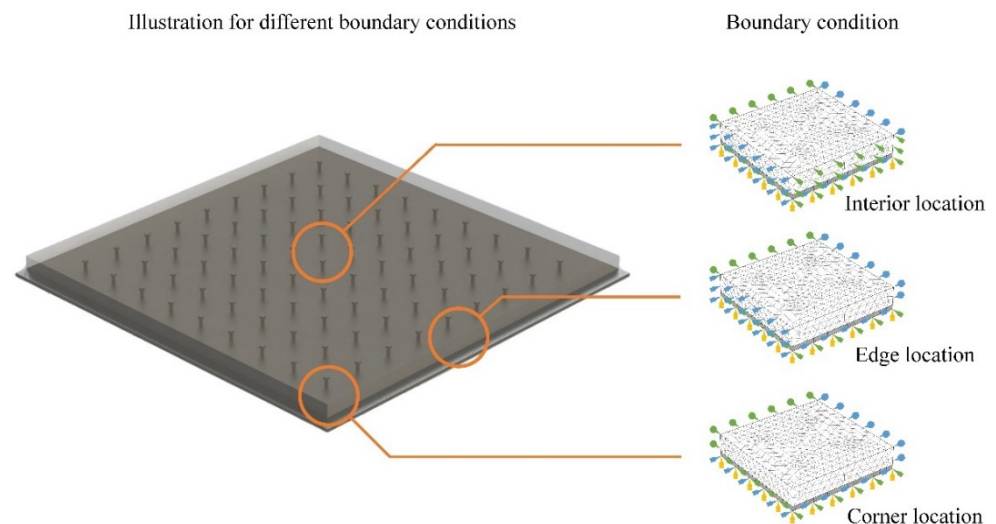 Illustration for different boundary conditions
Boundary condition
Interior location
Edge location
Corner location